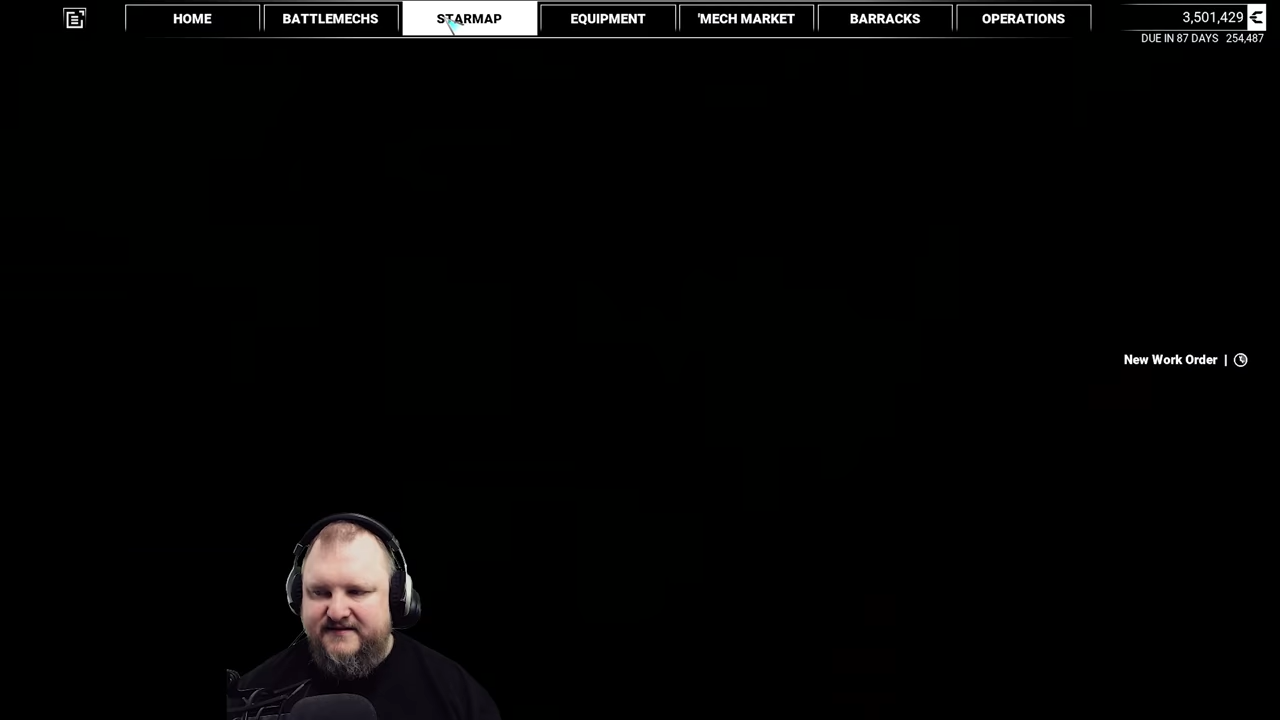 HOME
BATTLEMECHS
STARMAP
EQUIPMENT
'MECH MARKET
BARRACKS
OPERATIONS
3,501,429
DUE IN 87 DAYS 254,487
New Work Order |